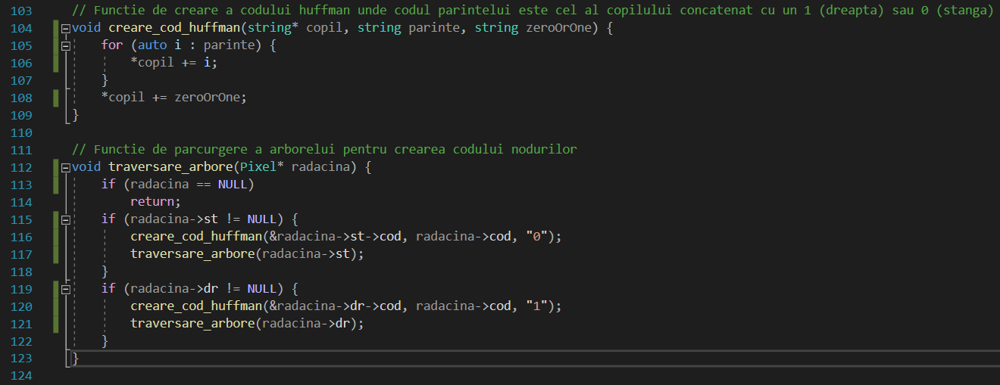 103 // Functie de creare a codului huffman unde codul parintelui este cel al copilului concatenat cu un 1 (dreapta) sau 0 (stanga)
104 void creare_cod_huffman(string* copil, string parinte, string zeroOrOne) {
105     for (auto i : parinte) {
106         *copil += i;
107     }
108     *copil += zeroOrOne;
109 }
110
111 // Functie de parcurgere a arborelui pentru crearea codului nodurilor
112 void traversare_arbore(Pixel* radacina) {
113     if (radacina == NULL)
114         return;
115     if (radacina->st != NULL) {
116         creare_cod_huffman(&radacina->st->cod, radacina->cod, "0");
117         traversare_arbore(radacina->st);
118     }
119     if (radacina->dr != NULL) {
120         creare_cod_huffman(&radacina->dr->cod, radacina->cod, "1");
121         traversare_arbore(radacina->dr);
122     }
123 }
124